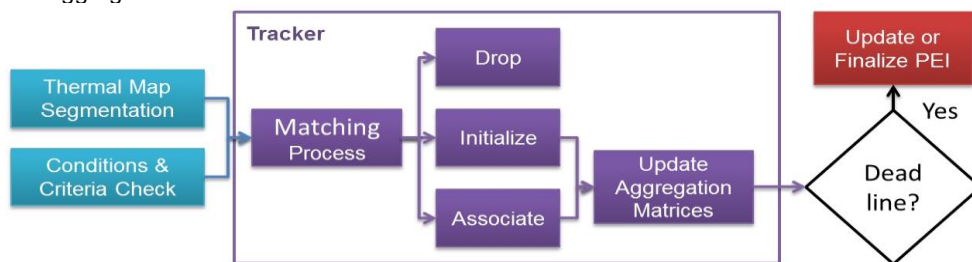 Tracker
Thermal Map
Segmentation
Conditions &
Criteria Check
Matching
Process
Drop
Initialize
Associate
Update
Aggregation
Matrices
Update or
Finalize PEI
Yes
Dead
line?